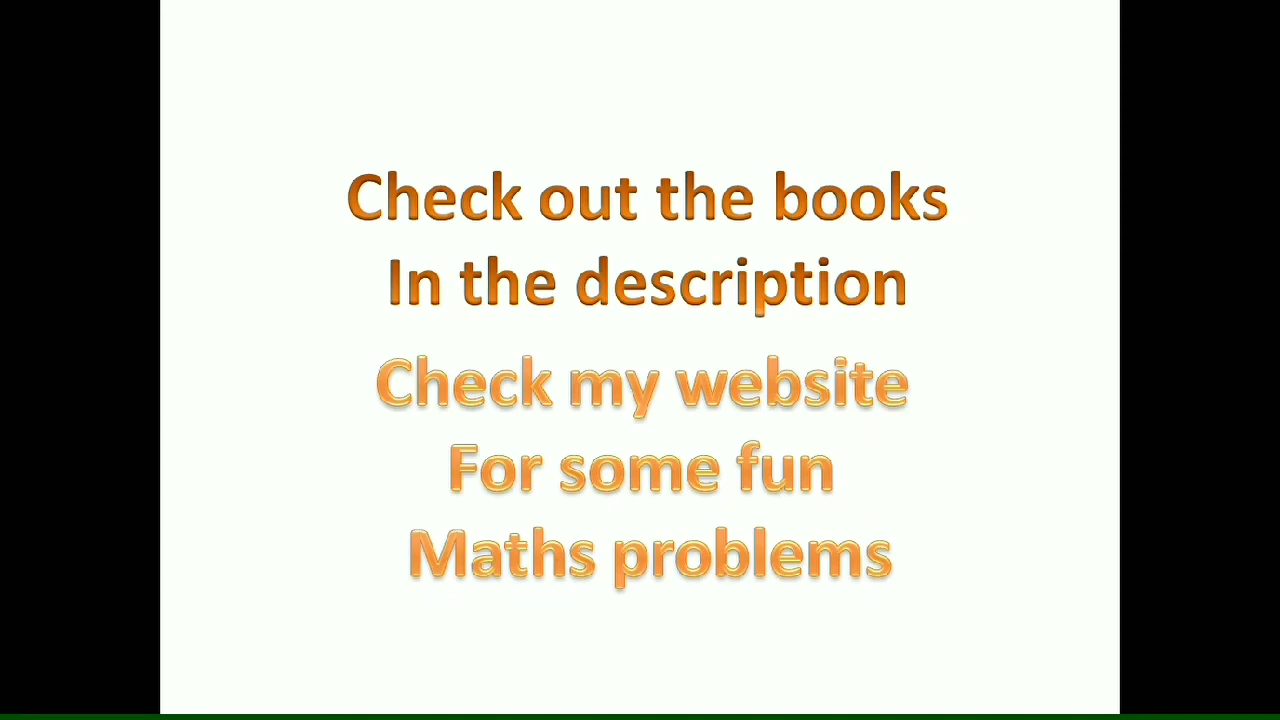 Check out the books
In the description
Check my website
For some fun
Maths problems